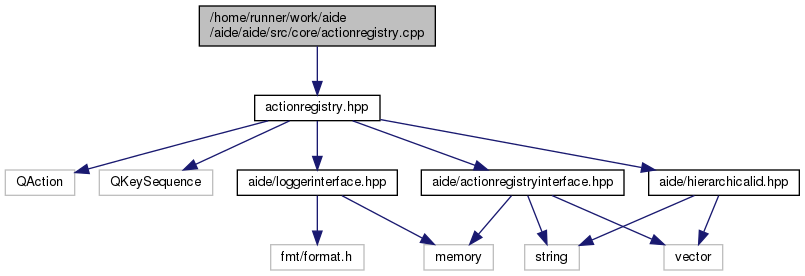 /home/runner/work/aide
/aide/aide/src/core/actionregistry.cpp
actionregistry.hpp
QAction
QKeySequence
aide/loggerinterface.hpp
aide/actionregistryinterface.hpp
aide/hierarchicalid.hpp
fmt/format.h
memory
string
vector